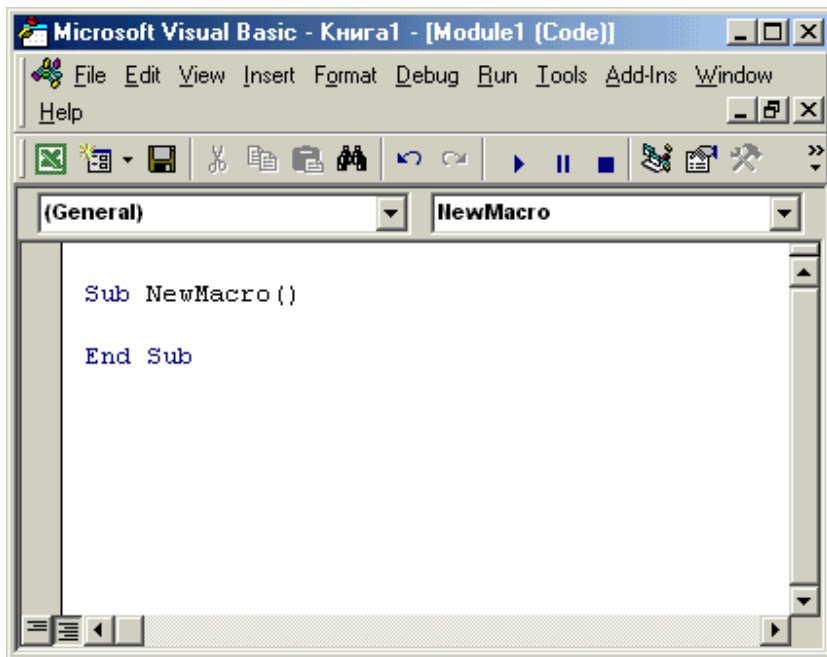 Microsoft Visual Basic - Книга1 - [Module1 (Code)]
File Edit View Insert Format Debug Run Tools Add-Ins Window
Help
(General) NewMacro
Sub NewMacro()
End Sub